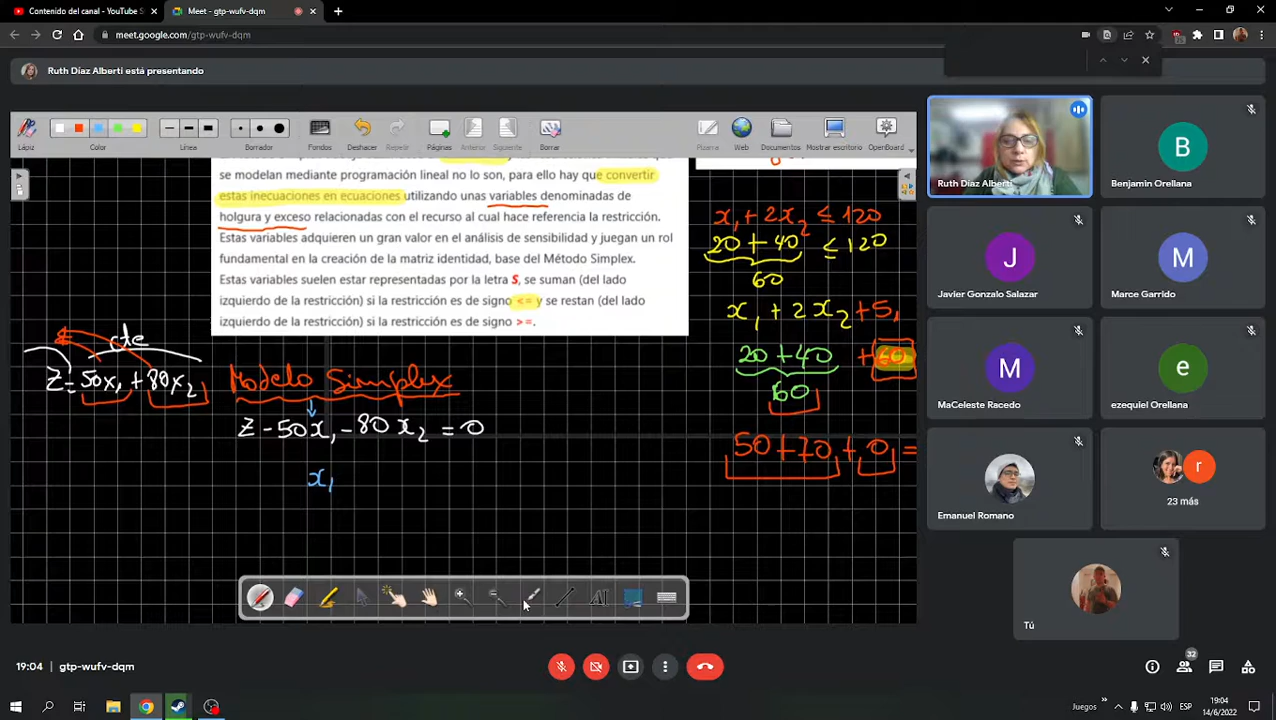 Contenido del canal - YouTube S
Meet - gtp-wufv-dqm
meet.google.com/gtp-wufv-dqm
Ruth Díaz Alberti está presentando
Lápiz
Color
Línea
Borrador
Fondos
Deshacer
Rehacer
Páginas
Anterior
Siguiente
Borrar
Pizarra
Web
Documentos
Mostrar escritorio
OpenBoard
se modelan mediante programación lineal no lo son, para ello hay que convertir
estas inecuaciones en ecuaciones utilizando unas variables denominadas de
holgura y exceso relacionadas con el recurso al cual hace referencia la restricción.
Estas variables adquieren un gran valor en el análisis de sensibilidad y juegan un rol
fundamental en la creación de la matriz identidad, base del Método Simplex.
Estas variables suelen estar representadas por la letra S, se suman (del lado
izquierdo de la restricción) si la restricción es de signo <= y se restan (del lado
izquierdo de la restricción) si la restricción es de signo >=.
x₁ + 2x₂ ≤ 120
20 + 40 ≤ 120
60
x₁ + 2x₂ + S₁
20 + 40 + 60
60
50 + 70 + 0 =
cte
Z = 50x₁ + 80x₂
Modelo Simplex
Z - 50x₁ - 80x₂ = 0
x₁
Ruth Díaz Alberti
B
Benjamin Orellana
J
Javier Gonzalo Salazar
M
Marce Garrido
M
MaCeleste Recado
e
ezequiel Orellana
Emanuel Romano
r
23 más
Tú
19:04
gtp-wufv-dqm
32
Juegos
ESP
19:04
14/6/2022